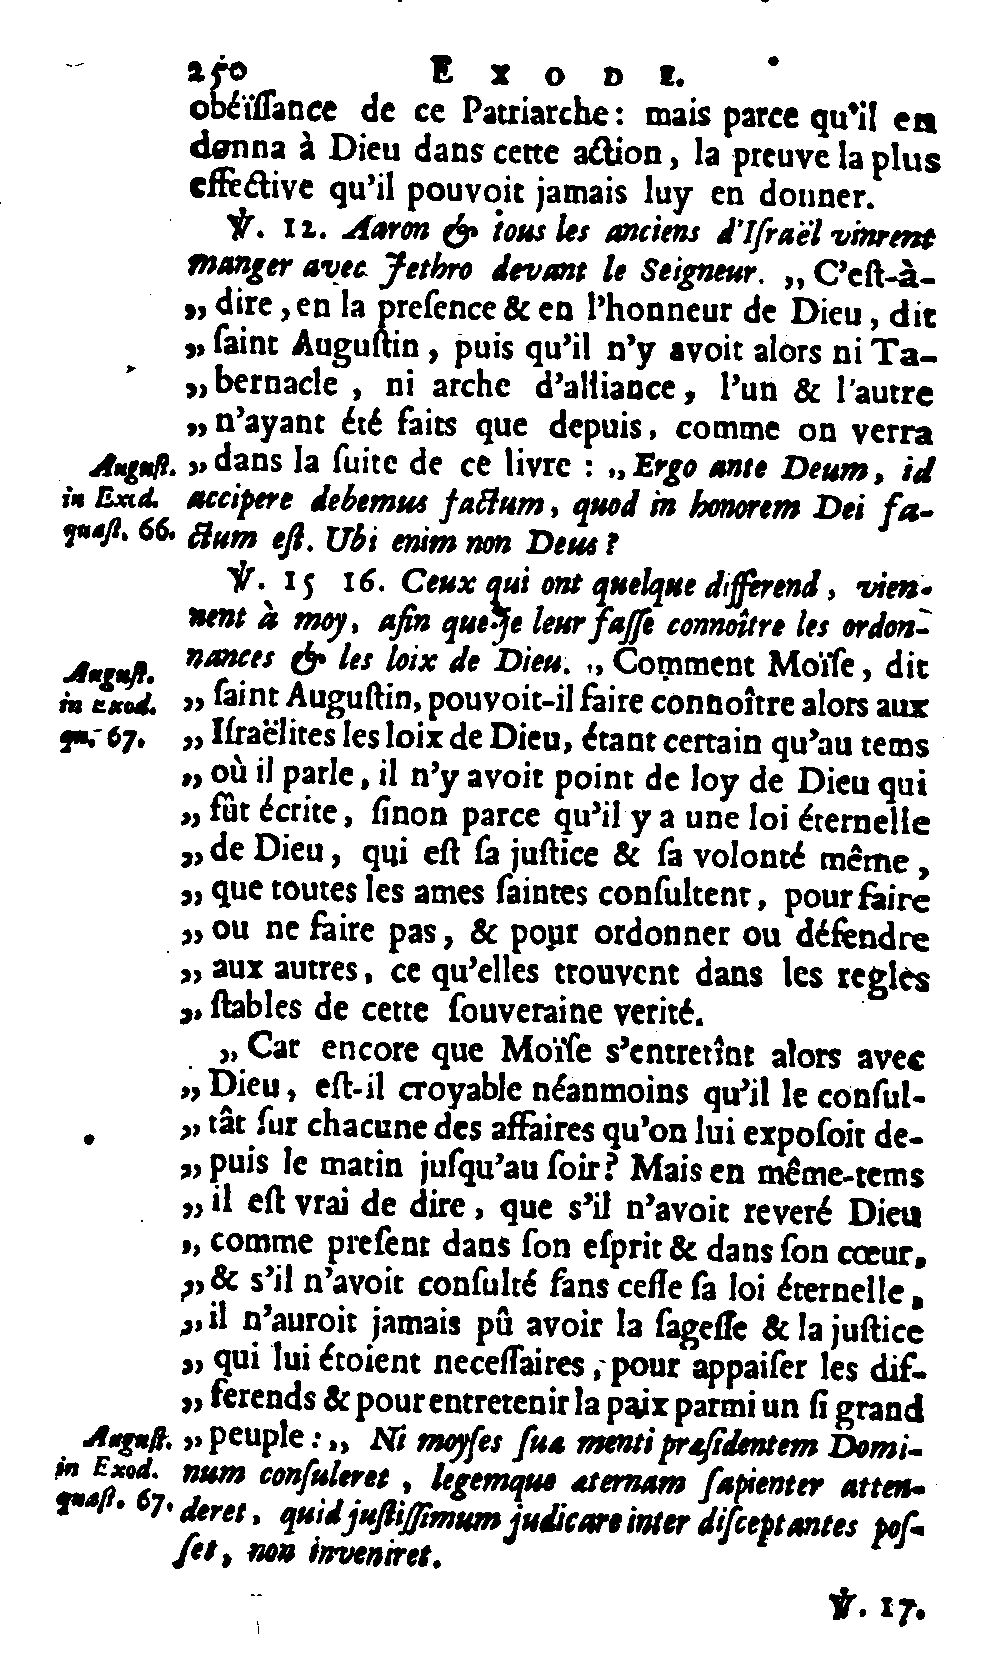 250 EXODE.
obéïſſance de ce Patriarche: mais parce qu'il en
donna à Dieu dans cette action, la preuve la plus
effective qu'il pouvoit jamais luy en donner.
℣. 12. Aaron & tous les anciens d'Iſraël vinrent
manger avec Jethro devant le Seigneur. „ C'eſt-à-
„ dire, en la preſence & en l'honneur de Dieu, dit
„ ſaint Auguſtin, puis qu'il n'y avoit alors ni Ta-
„ bernacle, ni arche d'alliance, l'un & l'autre
„ n'ayant été faits que depuis, comme on verra
Auguſt. „ dans la ſuite de ce livre: „ Ergo ante Deum, id
in Exod. accipere debemus factum, quod in honorem Dei fa-
quæſt. 66. ctum eſt. Ubi enim non Deus?
℣. 15 16. Ceux qui ont quelque differend, vien-
nent à moy, afin que je leur faſſe connoître les ordon-
nances & les loix de Dieu. „ Comment Moïſe, dit
Auguſt.
in Exod. „ ſaint Auguſtin, pouvoit-il faire connoître alors aux
qu. 67. „ Iſraëlites les loix de Dieu, étant certain qu'au tems
„ où il parle, il n'y avoit point de loy de Dieu qui
„ fût écrite, ſinon parce qu'il y a une loi éternelle
„ de Dieu, qui eſt ſa juſtice & ſa volonté même,
„ que toutes les ames ſaintes conſultent, pour faire
„ ou ne faire pas, & pour ordonner ou défendre
„ aux autres, ce qu'elles trouvent dans les regles
„ ſtables de cette ſouveraine verité.
„ Car encore que Moïſe s'entretînt alors avec
„ Dieu, eſt-il croyable néanmoins qu'il le conſul-
„ tât ſur chacune des affaires qu'on lui expoſoit de-
„ puis le matin juſqu'au ſoir? Mais en même-tems
„ il eſt vrai de dire, que s'il n'avoit reveré Dieu
„ comme preſent dans ſon eſprit & dans ſon cœur,
„ & s'il n'avoit conſulté ſans ceſſe ſa loi éternelle,
„ il n'auroit jamais pû avoir la ſageſſe & la juſtice
„ qui lui étoient neceſſaires, pour appaiſer les dif-
„ ferends & pour entretenir la paix parmi un ſi grand
Auguſt. „ peuple: „ Ni moyſes ſuæ menti præſidentem Domi-
in Exod. num conſuleret, legemque æternam ſapienter atten-
quæſt. 67. deret, quid juſtiſſimum judicare inter diſceptantes poſ-
ſet, non inveniret.
℣. 17.